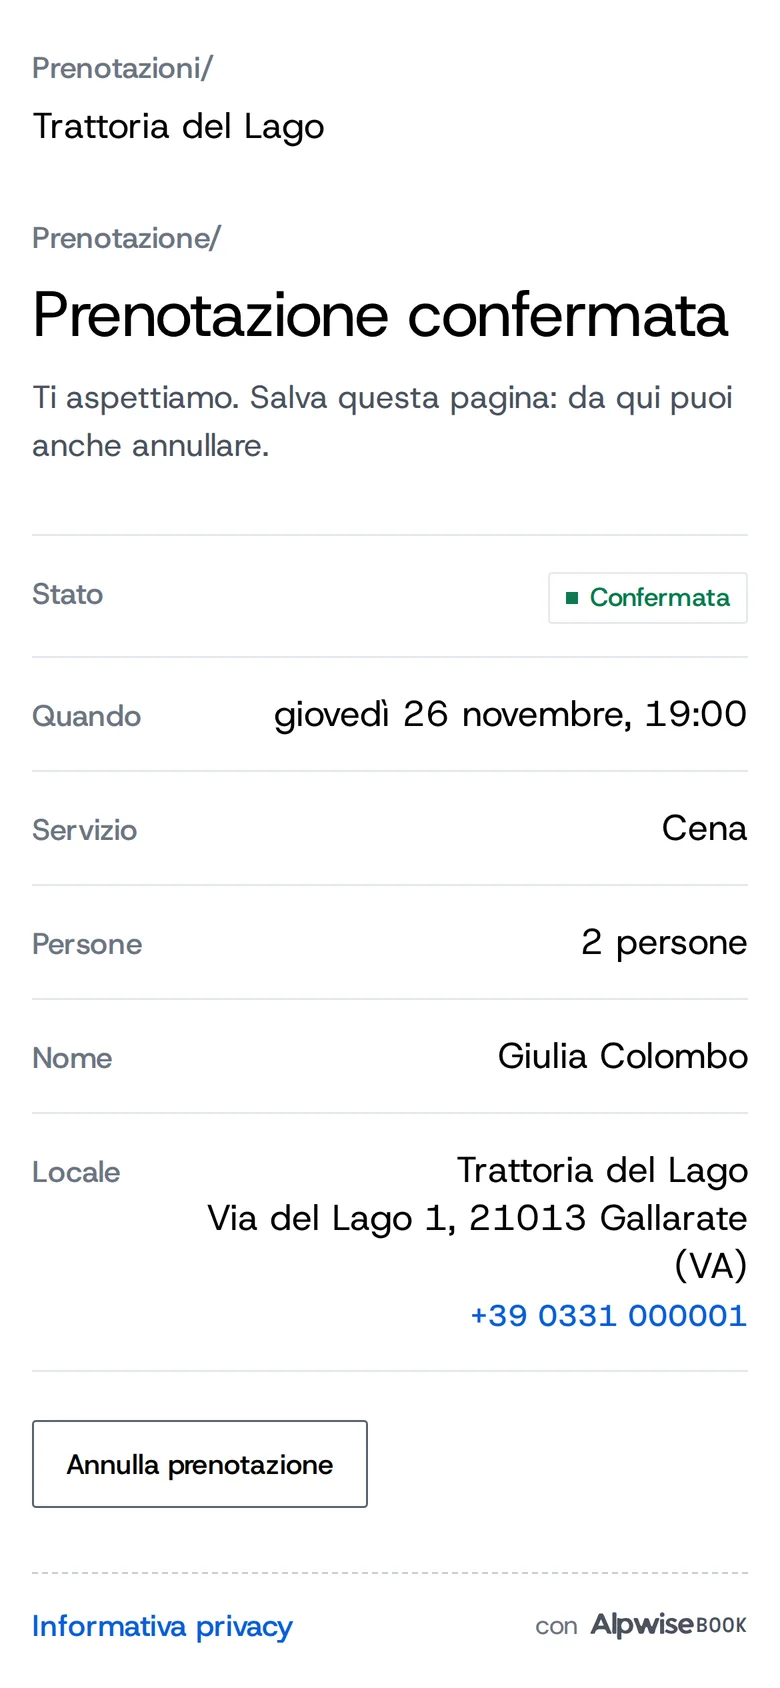 Prenotazioni/
Trattoria del Lago
Prenotazione/
Prenotazione confermata
Ti aspettiamo. Salva questa pagina: da qui puoi
anche annullare.
Stato
Confermata
Quando
giovedì 26 novembre, 19:00
Servizio
Cena
Persone
2 persone
Nome
Giulia Colombo
Locale
Trattoria del Lago
Via del Lago 1, 21013 Gallarate
(VA)
+39 0331 000001
Annulla prenotazione
Informativa privacy
con Alpwise BOOK